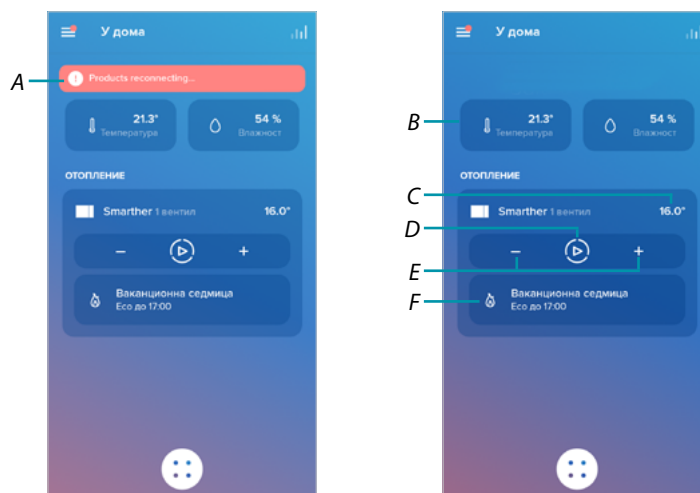 У дома
A
Products reconnecting...
21.3°
Температура
54 %
Влажност
ОТОПЛЕНИЕ
Smarther 1 вентил 16.0°
− +
Ваканционна седмица
Eco до 17:00
У дома
B
21.3°
Температура
54 %
Влажност
ОТОПЛЕНИЕ
C
Smarther 1 вентил 16.0°
D
− +
E
Ваканционна седмица
F
Eco до 17:00